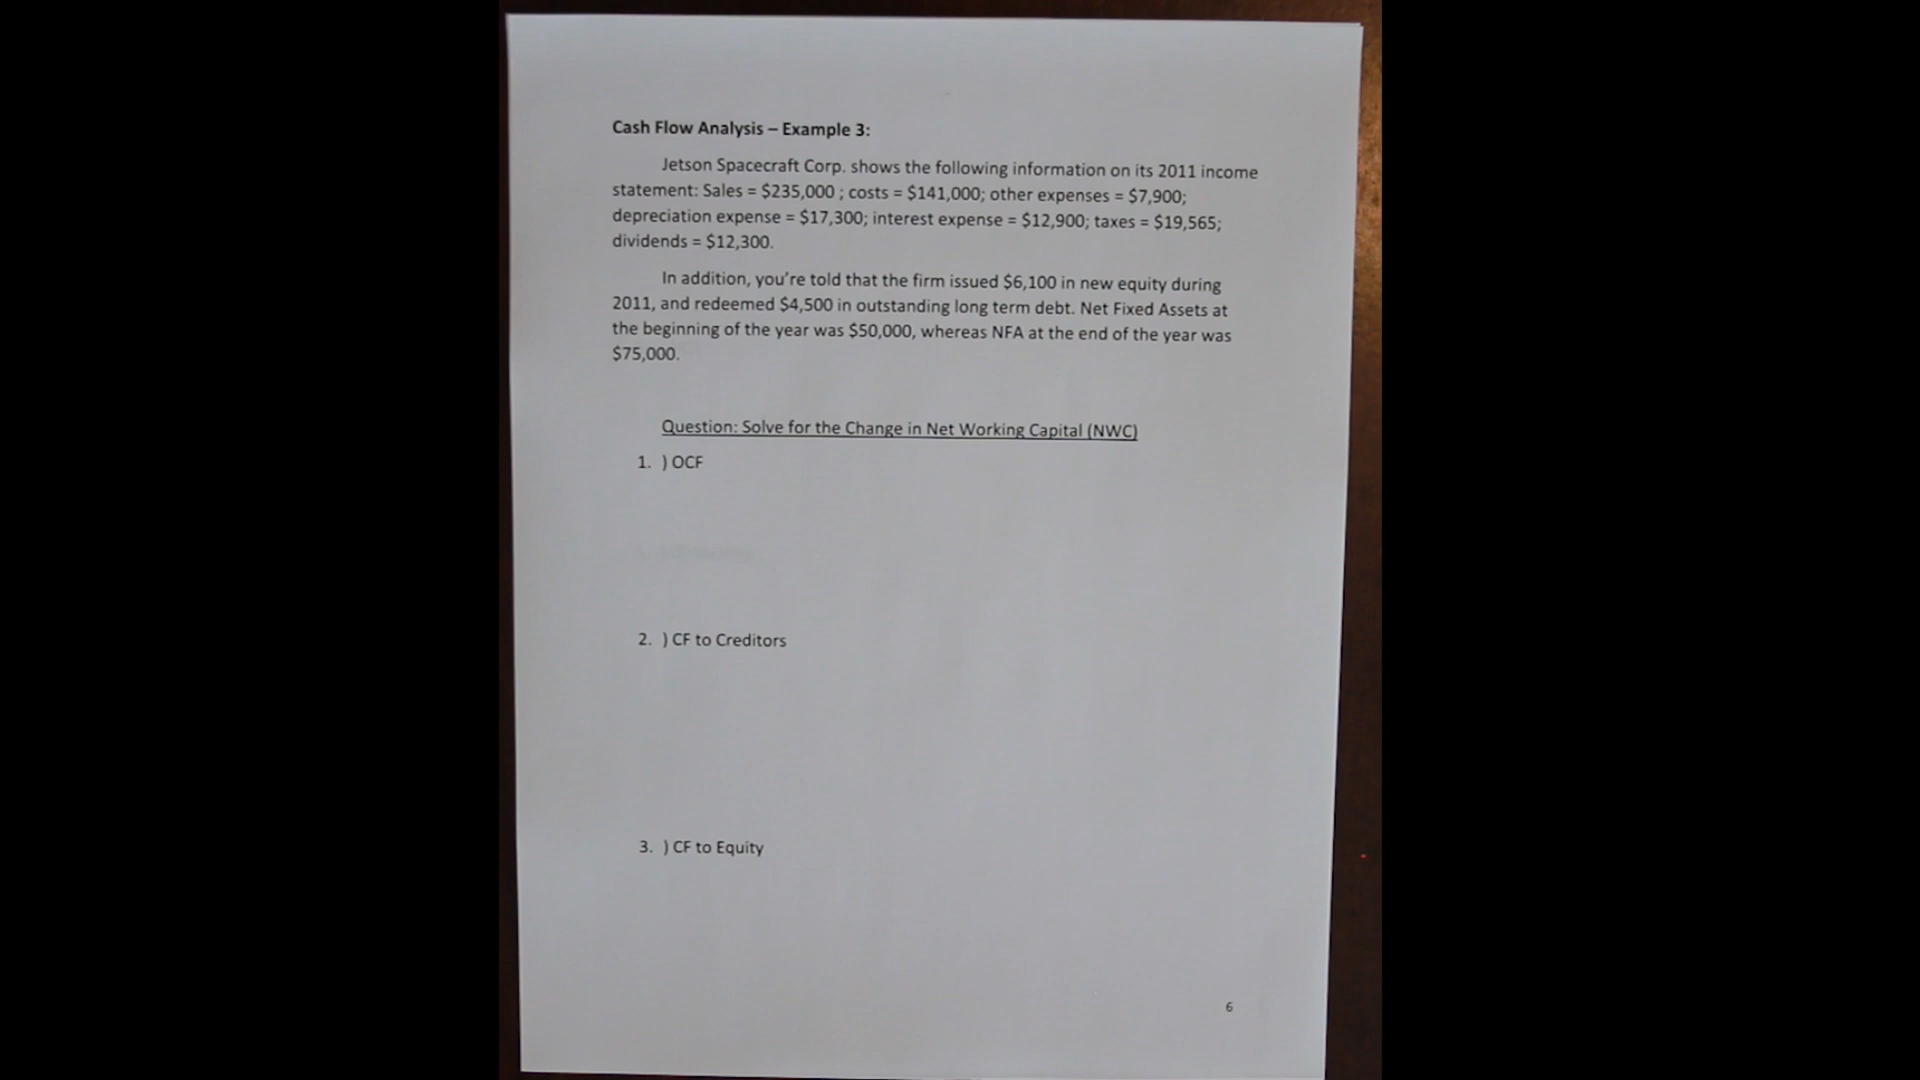 Cash Flow Analysis – Example 3:
Jetson Spacecraft Corp. shows the following information on its 2011 income
statement: Sales = $235,000 ; costs = $141,000; other expenses = $7,900;
depreciation expense = $17,300; interest expense = $12,900; taxes = $19,565;
dividends = $12,300.
In addition, you’re told that the firm issued $6,100 in new equity during
2011, and redeemed $4,500 in outstanding long term debt. Net Fixed Assets at
the beginning of the year was $50,000, whereas NFA at the end of the year was
$75,000.
Question: Solve for the Change in Net Working Capital (NWC)
1. ) OCF
2. ) CF to Creditors
3. ) CF to Equity
6